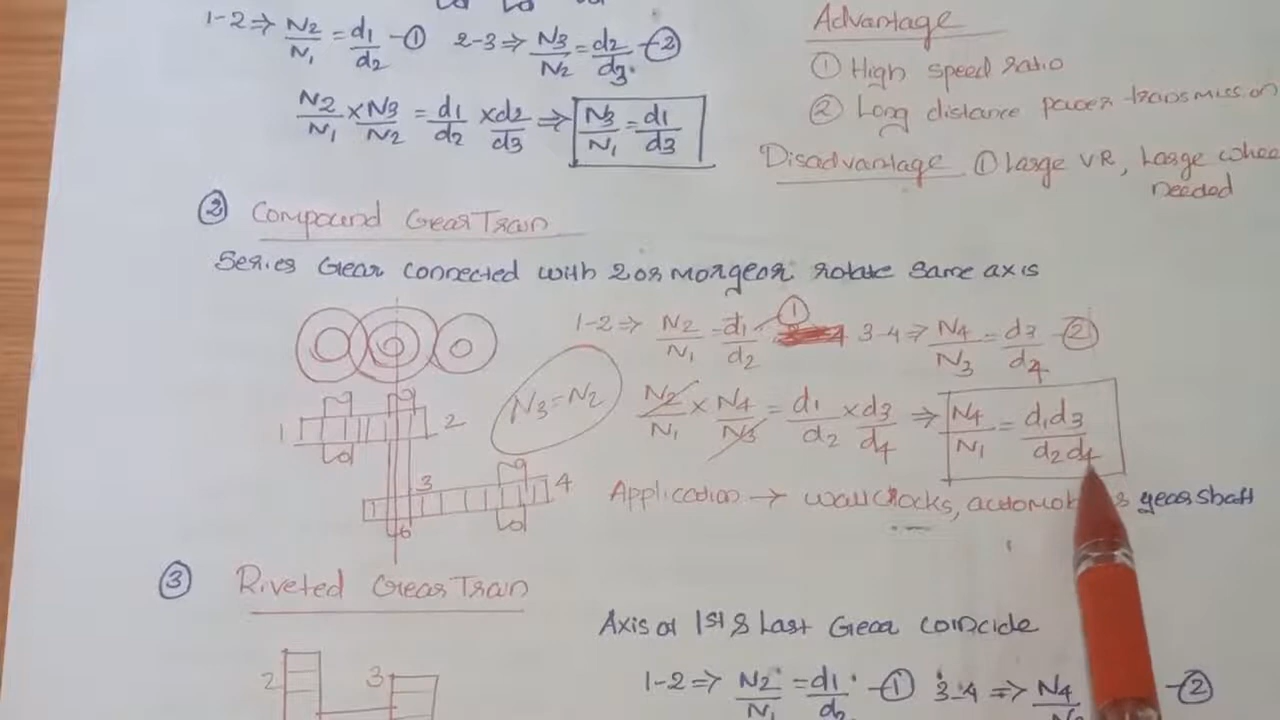 1-2 ⇒ N2/N1 = d1/d2 -① 2-3 ⇒ N3/N2 = d2/d3 -②
N2/N1 × N3/N2 = d1/d2 × d2/d3 ⇒ N3/N1 = d1/d3
Advantage
① High speed ratio
② Long distance power transmission
Disadvantage ① Large VR, Large whee
needed
② Compound Gear Train
Series Gear connected with 2 or mor gear rotate same axis
1-2 ⇒ N2/N1 = d1/d2 -① 3-4 ⇒ N4/N3 = d3/d4 -②
N3 = N2
N2/N1 × N4/N3 = d1/d2 × d3/d4 ⇒ N4/N1 = d1d3/d2d4
1 2
3 4
Application → wall clocks, gear shaft
③ Riveted Gear Train
Axis of 1st & Last Gear coincide
2 3
1-2 ⇒ N2/N1 = d1/d2 -① 3-4 ⇒ N4 -②